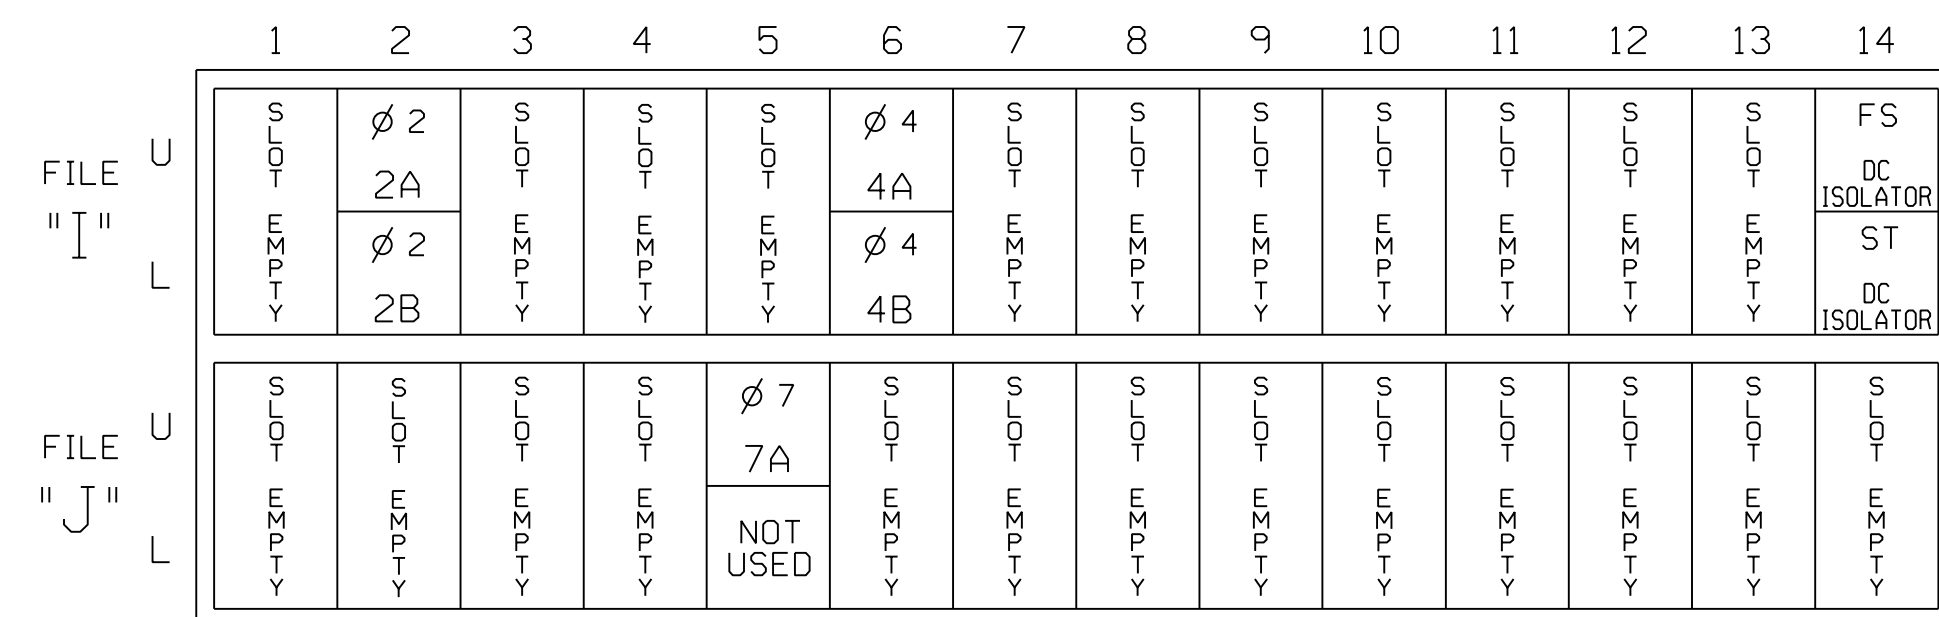 1 2 3 4 5 6 7 8 9 10 11 12 13 14
FILE
"I"
U
L
SLOT EMPTY
Ø 2
2A
Ø 2
2B
SLOT EMPTY
SLOT EMPTY
SLOT EMPTY
Ø 4
4A
Ø 4
4B
SLOT EMPTY
SLOT EMPTY
SLOT EMPTY
SLOT EMPTY
SLOT EMPTY
SLOT EMPTY
SLOT EMPTY
FS
DC
ISOLATOR
ST
DC
ISOLATOR
FILE
"J"
U
L
SLOT EMPTY
SLOT EMPTY
SLOT EMPTY
SLOT EMPTY
Ø 7
7A
NOT
USED
SLOT EMPTY
SLOT EMPTY
SLOT EMPTY
SLOT EMPTY
SLOT EMPTY
SLOT EMPTY
SLOT EMPTY
SLOT EMPTY
SLOT EMPTY